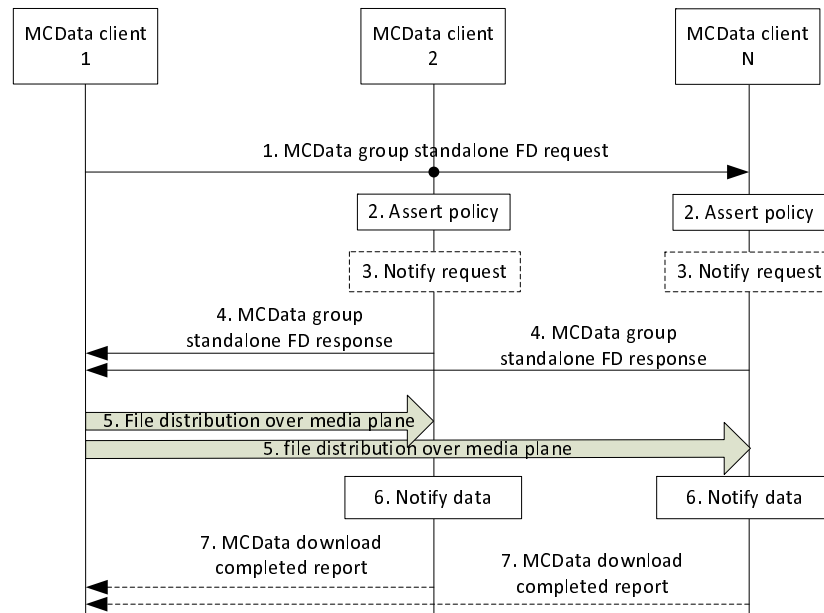 MCData client
1
MCData client
2
MCData client
N
1. MCData group standalone FD request
2. Assert policy
2. Assert policy
3. Notify request
3. Notify request
4. MCData group
standalone FD response
4. MCData group
standalone FD response
5. File distribution over media plane
5. file distribution over media plane
6. Notify data
6. Notify data
7. MCData download
completed report
7. MCData download
completed report